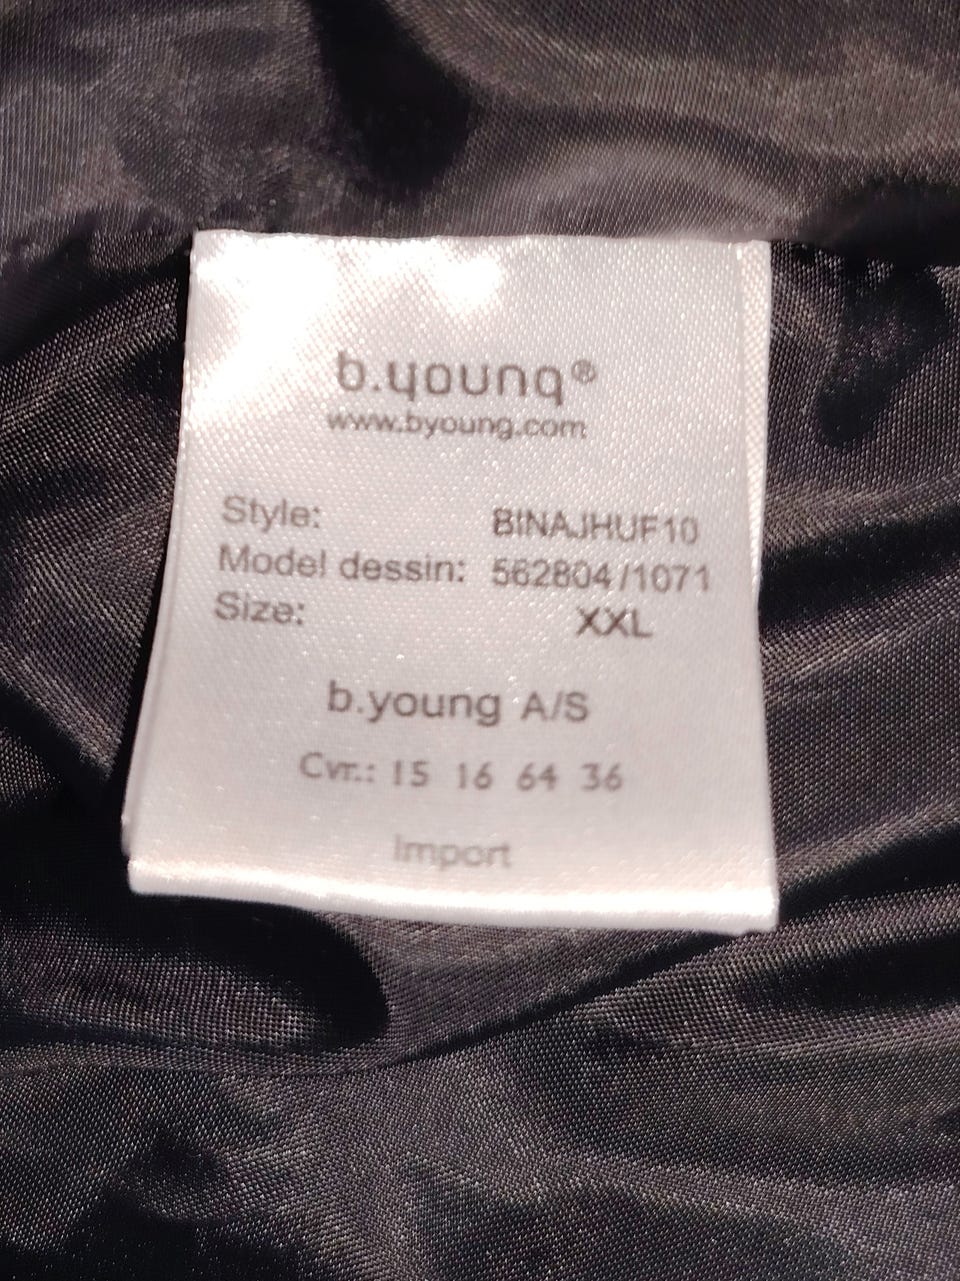 b.young®
www.byoung.com
Style: BINAJHUF10
Model dessin: 562804/1071
Size: XXL
b.young A/S
Cvr.: 15 16 64 36
Import